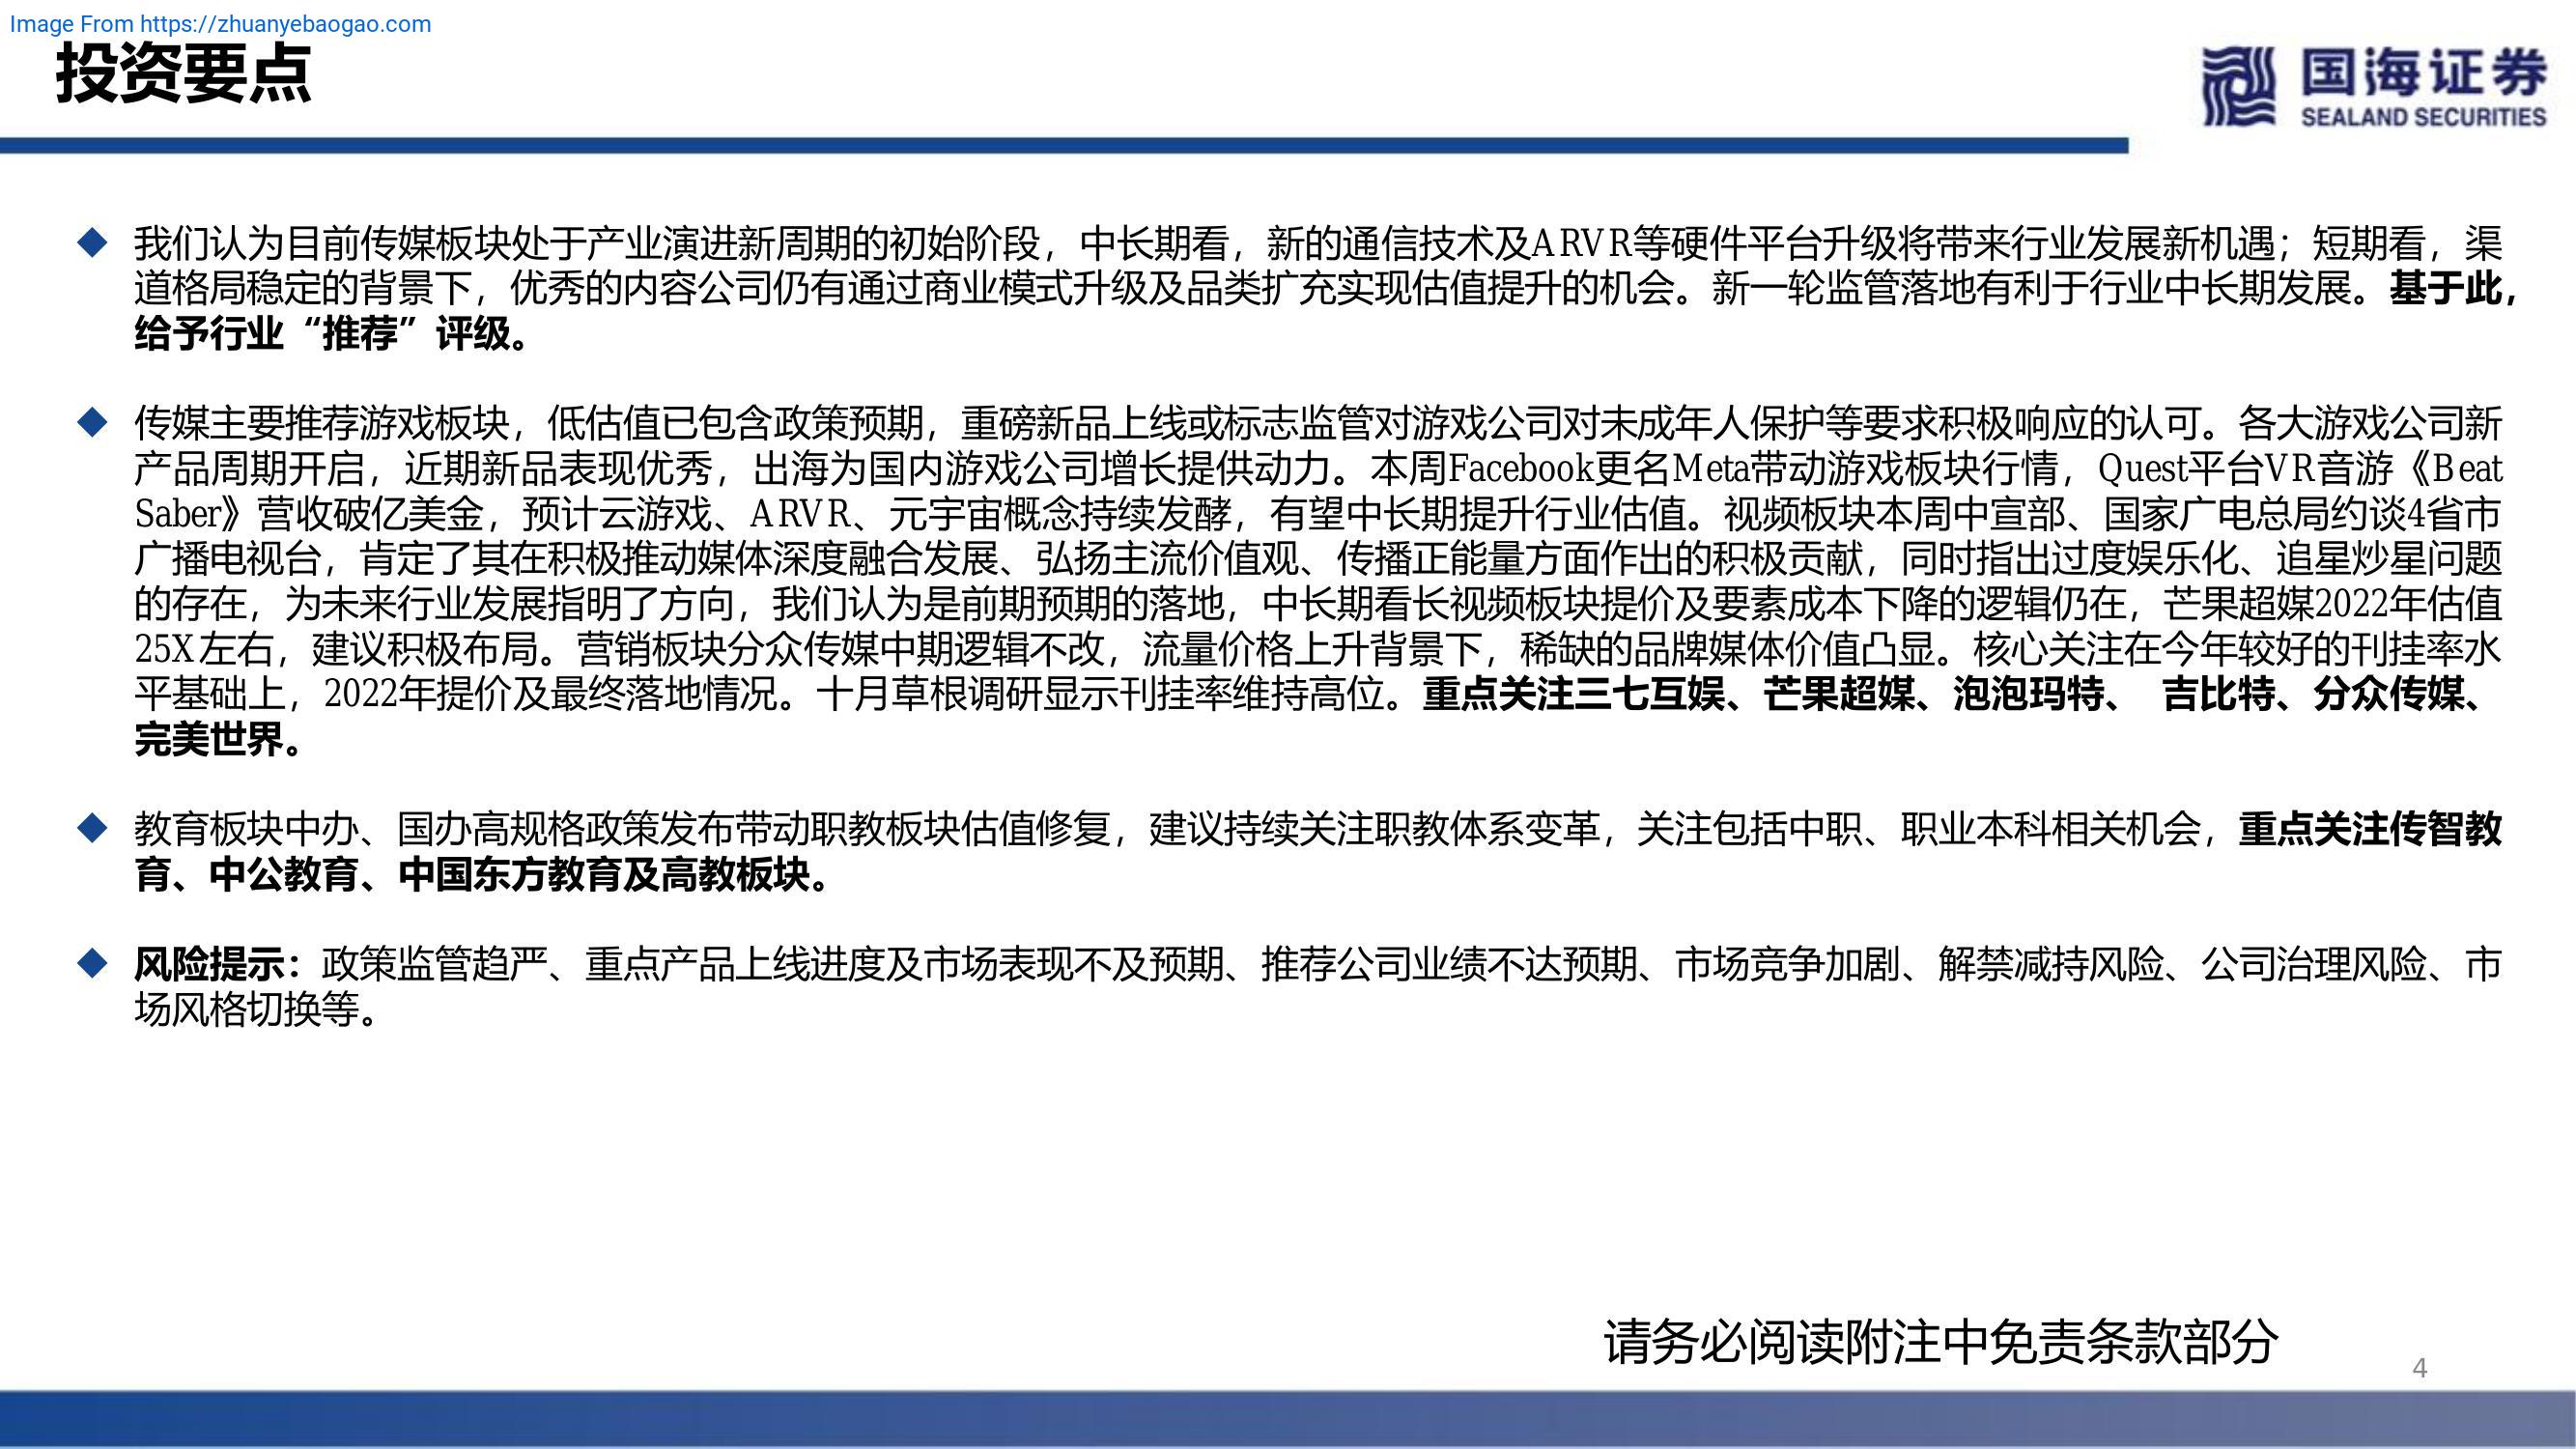 Image From https://zhuanyebaogao.com
投资要点
国海证券
SEALAND SECURITIES
我们认为目前传媒板块处于产业演进新周期的初始阶段，中长期看，新的通信技术及ARVR等硬件平台升级将带来行业发展新机遇；短期看，渠
道格局稳定的背景下，优秀的内容公司仍有通过商业模式升级及品类扩充实现估值提升的机会。新一轮监管落地有利于行业中长期发展。基于此，
给予行业“推荐”评级。
传媒主要推荐游戏板块，低估值已包含政策预期，重磅新品上线或标志监管对游戏公司对未成年人保护等要求积极响应的认可。各大游戏公司新
产品周期开启，近期新品表现优秀，出海为国内游戏公司增长提供动力。本周Facebook更名Meta带动游戏板块行情，Quest平台VR音游《Beat
Saber》营收破亿美金，预计云游戏、ARVR、元宇宙概念持续发酵，有望中长期提升行业估值。视频板块本周中宣部、国家广电总局约谈4省市
广播电视台，肯定了其在积极推动媒体深度融合发展、弘扬主流价值观、传播正能量方面作出的积极贡献，同时指出过度娱乐化、追星炒星问题
的存在，为未来行业发展指明了方向，我们认为是前期预期的落地，中长期看长视频板块提价及要素成本下降的逻辑仍在，芒果超媒2022年估值
25X左右，建议积极布局。营销板块分众传媒中期逻辑不改，流量价格上升背景下，稀缺的品牌媒体价值凸显。核心关注在今年较好的刊挂率水
平基础上，2022年提价及最终落地情况。十月草根调研显示刊挂率维持高位。重点关注三七互娱、芒果超媒、泡泡玛特、 吉比特、分众传媒、
完美世界。
教育板块中办、国办高规格政策发布带动职教板块估值修复，建议持续关注职教体系变革，关注包括中职、职业本科相关机会，重点关注传智教
育、中公教育、中国东方教育及高教板块。
风险提示：政策监管趋严、重点产品上线进度及市场表现不及预期、推荐公司业绩不达预期、市场竞争加剧、解禁减持风险、公司治理风险、市
场风格切换等。
请务必阅读附注中免责条款部分
4